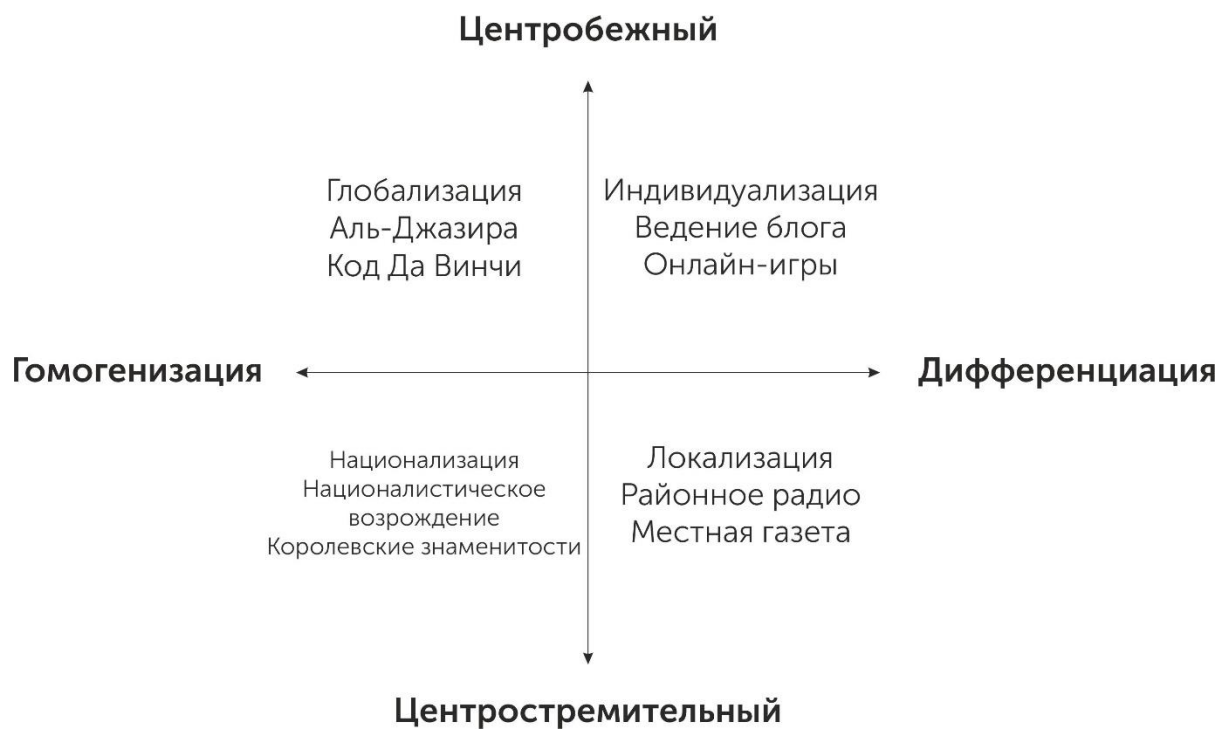 Центробежный
Глобализация
Аль-Джазира
Код Да Винчи
Индивидуализация
Ведение блога
Онлайн-игры
Гомогенизация
Дифференциация
Национализация
Националистическое
возрождение
Королевские знаменитости
Локализация
Районное радио
Местная газета
Центростремительный